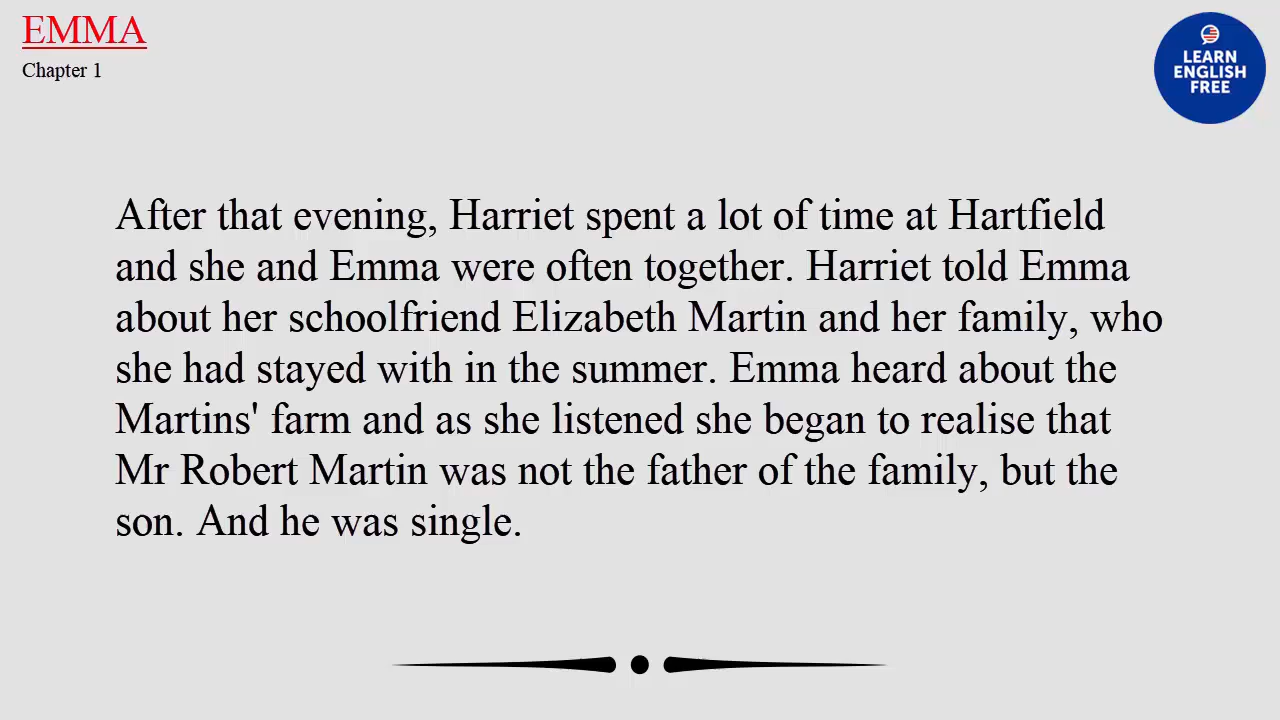 EMMA
Chapter 1
LEARN
ENGLISH
FREE
After that evening, Harriet spent a lot of time at Hartfield
and she and Emma were often together. Harriet told Emma
about her schoolfriend Elizabeth Martin and her family, who
she had stayed with in the summer. Emma heard about the
Martins' farm and as she listened she began to realise that
Mr Robert Martin was not the father of the family, but the
son. And he was single.